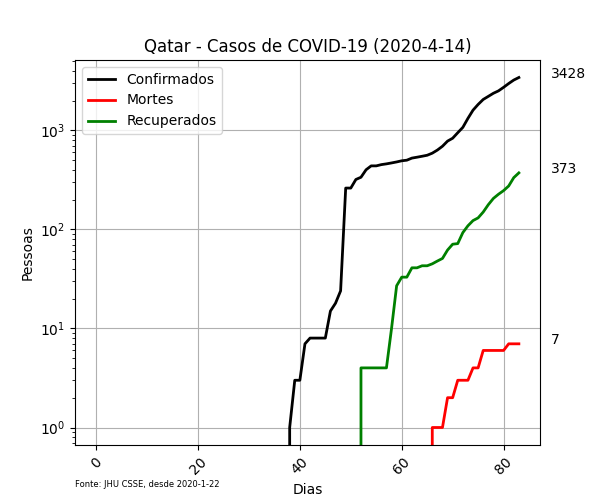 Qatar - Casos de COVID-19 (2020-4-14)
Confirmados
Mortes
Recuperados
3428
373
7
10³
10²
10¹
10⁰
Pessoas
0 20 40 60 80
Dias
Fonte: JHU CSSE, desde 2020-1-22